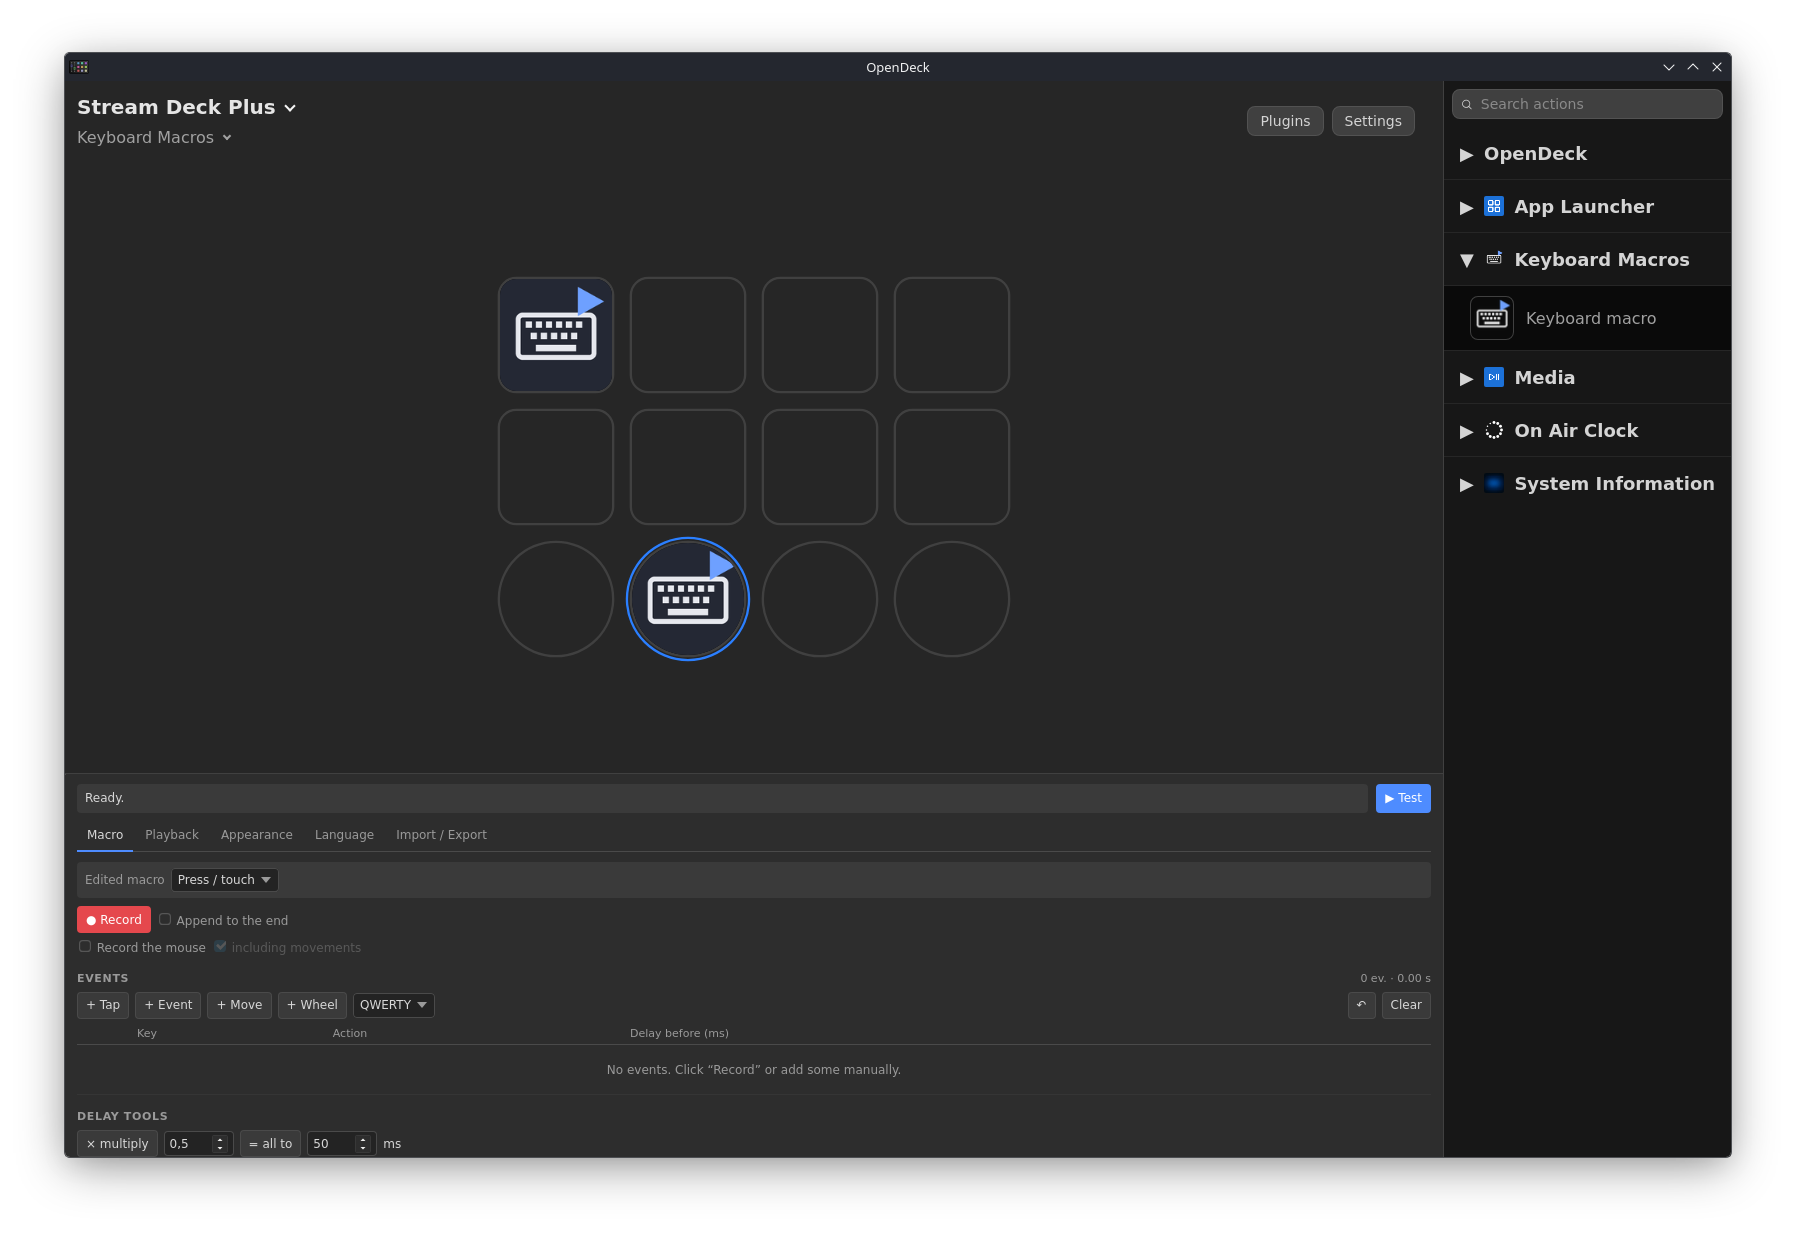 OpenDeck
Stream Deck Plus
Keyboard Macros
Plugins
Settings
Search actions
▶ OpenDeck
▶ App Launcher
▼ Keyboard Macros
Keyboard macro
▶ Media
▶ On Air Clock
▶ System Information
Ready.
▶ Test
Macro Playback Appearance Language Import / Export
Edited macro Press / touch
● Record Append to the end
Record the mouse including movements
EVENTS 0 ev. · 0.00 s
+ Tap + Event + Move + Wheel QWERTY ↶ Clear
Key Action Delay before (ms)
No events. Click “Record” or add some manually.
DELAY TOOLS
× multiply 0,5 = all to 50 ms